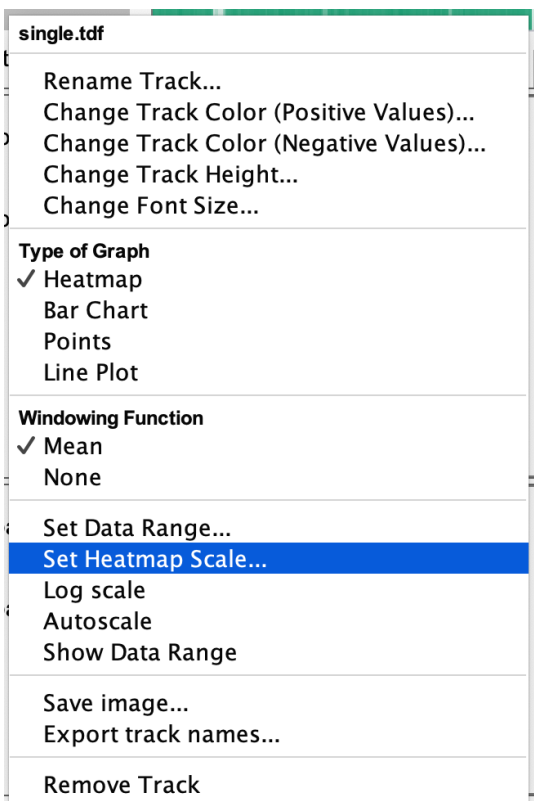 single.tdf
Rename Track...
Change Track Color (Positive Values)...
Change Track Color (Negative Values)...
Change Track Height...
Change Font Size...
Type of Graph
✓ Heatmap
Bar Chart
Points
Line Plot
Windowing Function
✓ Mean
None
Set Data Range...
Set Heatmap Scale...
Log scale
Autoscale
Show Data Range
Save image...
Export track names...
Remove Track